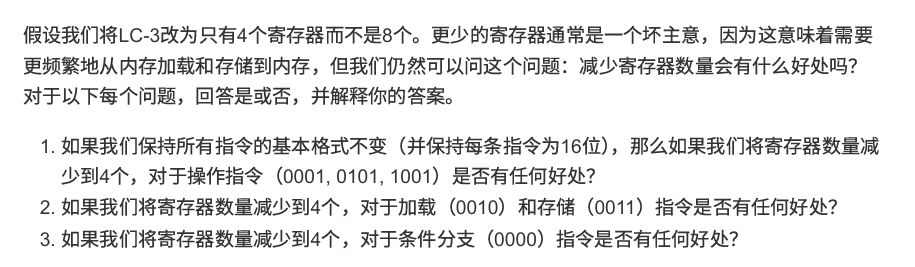 假设我们将LC-3改为只有4个寄存器而不是8个。更少的寄存器通常是一个坏主意，因为这意味着需要
更频繁地从内存加载和存储到内存，但我们仍然可以问这个问题：减少寄存器数量会有什么好处吗？
对于以下每个问题，回答是或否，并解释你的答案。
1. 如果我们保持所有指令的基本格式不变（并保持每条指令为16位），那么如果我们将寄存器数量减
少到4个，对于操作指令（0001, 0101, 1001）是否有任何好处？
2. 如果我们将寄存器数量减少到4个，对于加载（0010）和存储（0011）指令是否有任何好处？
3. 如果我们将寄存器数量减少到4个，对于条件分支（0000）指令是否有任何好处？